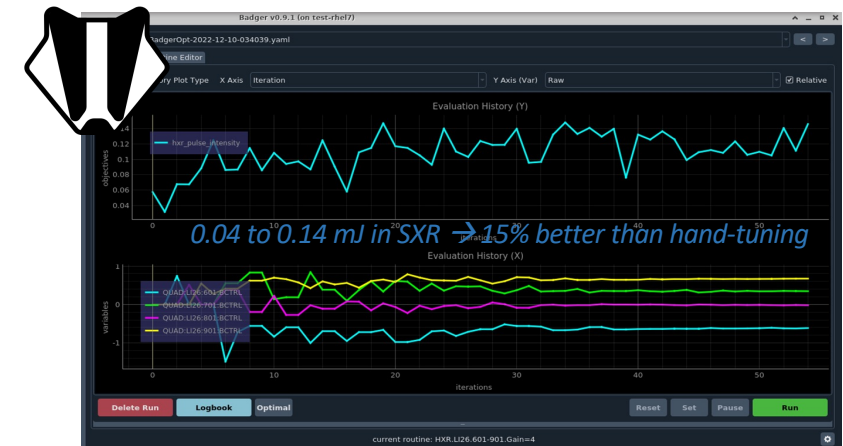 Badger v0.9.1 (on test-rhel7)
BadgerOpt-2022-12-10-034039.yaml
< >
ine Editor
ory Plot Type X Axis Iteration Y Axis (Var) Raw Relative
Evaluation History (Y)
hxr_pulse_intensity
objectives
14
0.12
0.1
0.08
0.06
0.04
0 10 20 30 40 50
iterations
0.04 to 0.14 mJ in SXR → 15% better than hand-tuning
Evaluation History (X)
QUAD:LI26:601:BCTRL
QUAD:LI26:701:BCTRL
QUAD:LI26:801:BCTRL
QUAD:LI26:901:BCTRL
variables
1
0
-1
0 10 20 30 40 50
iterations
Delete Run Logbook Optimal Reset Set Pause Run
current routine: HXR.LI26.601-901.Gain=4